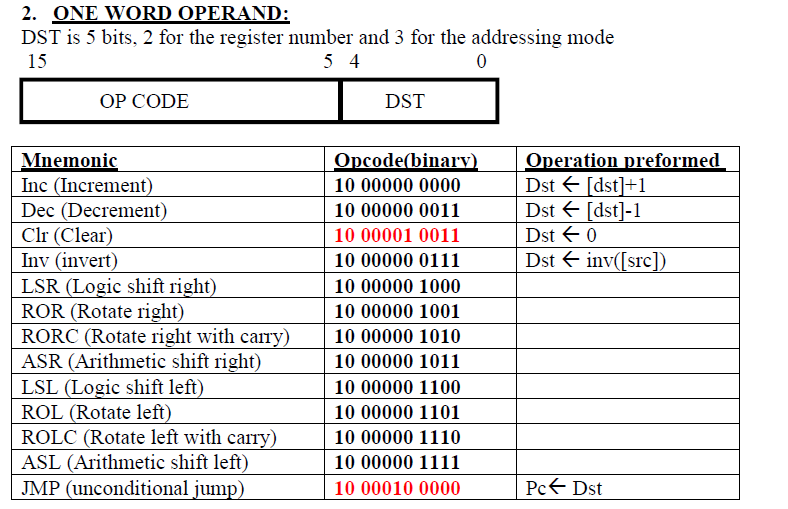 2. ONE WORD OPERAND:
DST is 5 bits, 2 for the register number and 3 for the addressing mode
15 5 4 0
OP CODE DST
Mnemonic Opcode(binary) Operation preformed
Inc (Increment) 10 00000 0000 Dst ← [dst]+1
Dec (Decrement) 10 00000 0011 Dst ← [dst]-1
Clr (Clear) 10 00001 0011 Dst ← 0
Inv (invert) 10 00000 0111 Dst ← inv([src])
LSR (Logic shift right) 10 00000 1000
ROR (Rotate right) 10 00000 1001
RORC (Rotate right with carry) 10 00000 1010
ASR (Arithmetic shift right) 10 00000 1011
LSL (Logic shift left) 10 00000 1100
ROL (Rotate left) 10 00000 1101
ROLC (Rotate left with carry) 10 00000 1110
ASL (Arithmetic shift left) 10 00000 1111
JMP (unconditional jump) 10 00010 0000 Pc← Dst